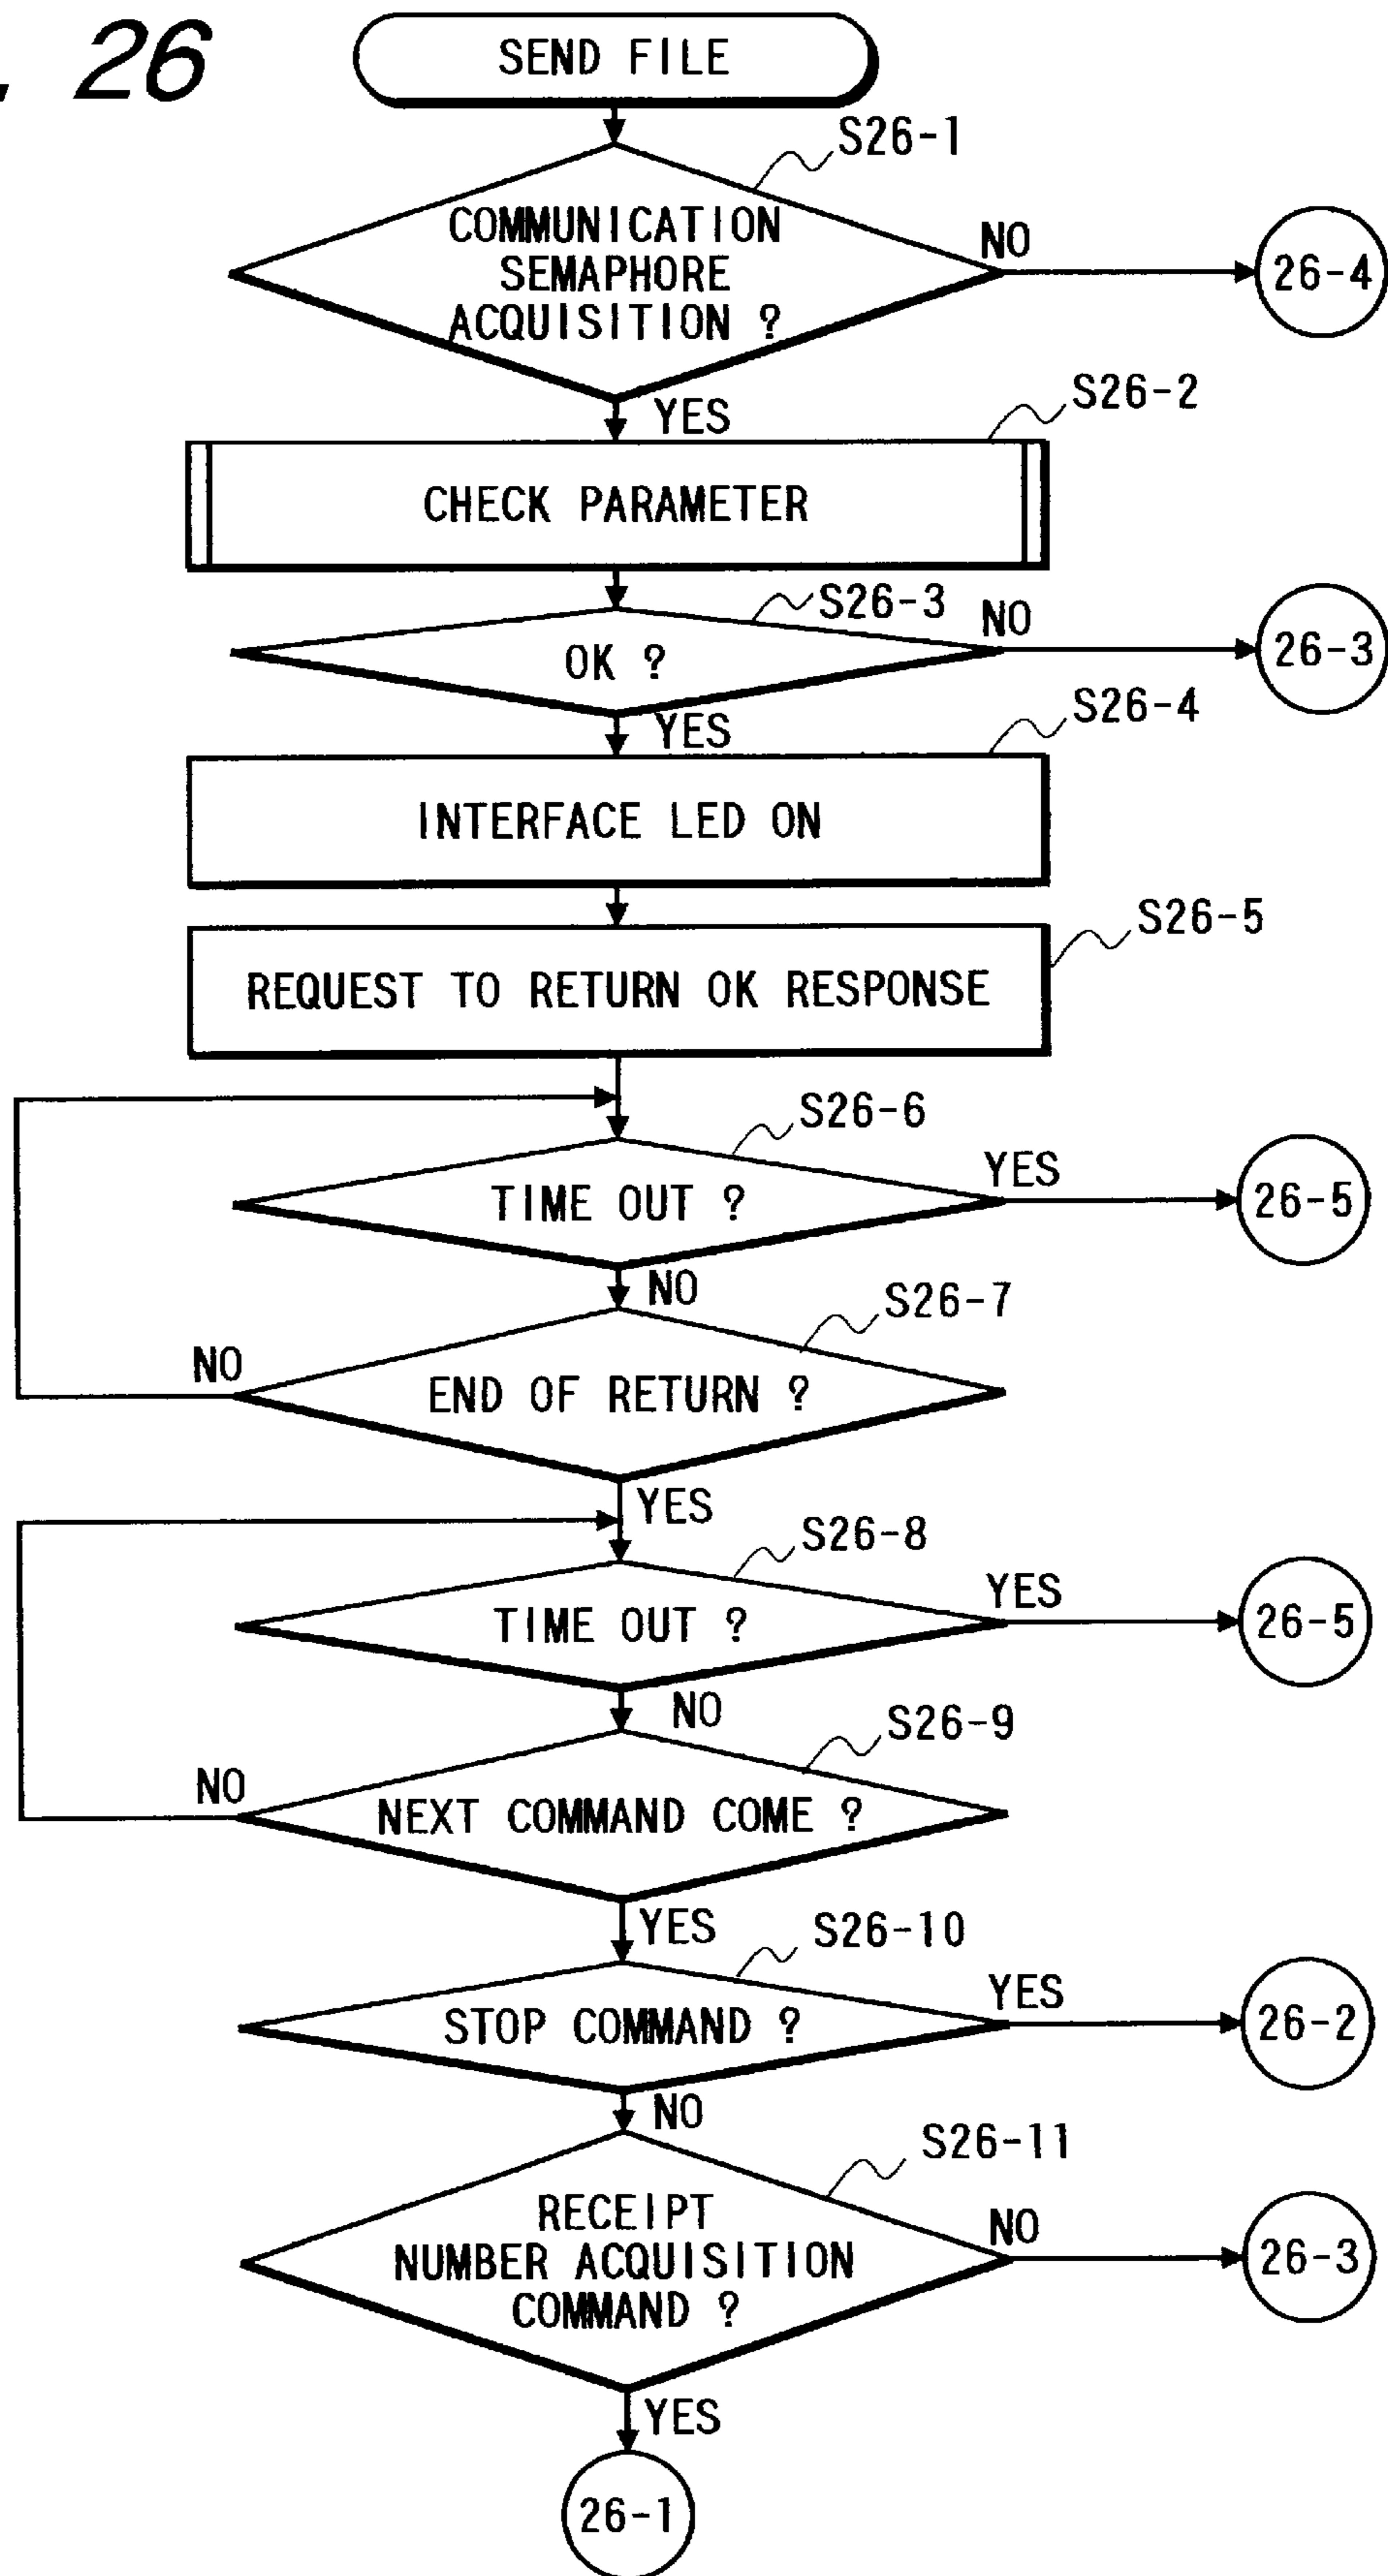 . 26
SEND FILE
S26-1
COMMUNICATION
SEMAPHORE
ACQUISITION ?
NO
26-4
YES
S26-2
CHECK PARAMETER
S26-3
NO
OK ?
26-3
YES
S26-4
INTERFACE LED ON
S26-5
REQUEST TO RETURN OK RESPONSE
S26-6
YES
TIME OUT ?
26-5
NO
S26-7
NO
END OF RETURN ?
YES
S26-8
YES
TIME OUT ?
26-5
NO
S26-9
NO
NEXT COMMAND COME ?
YES
S26-10
YES
STOP COMMAND ?
26-2
NO
S26-11
RECEIPT
NUMBER ACQUISITION
COMMAND ?
NO
26-3
YES
26-1